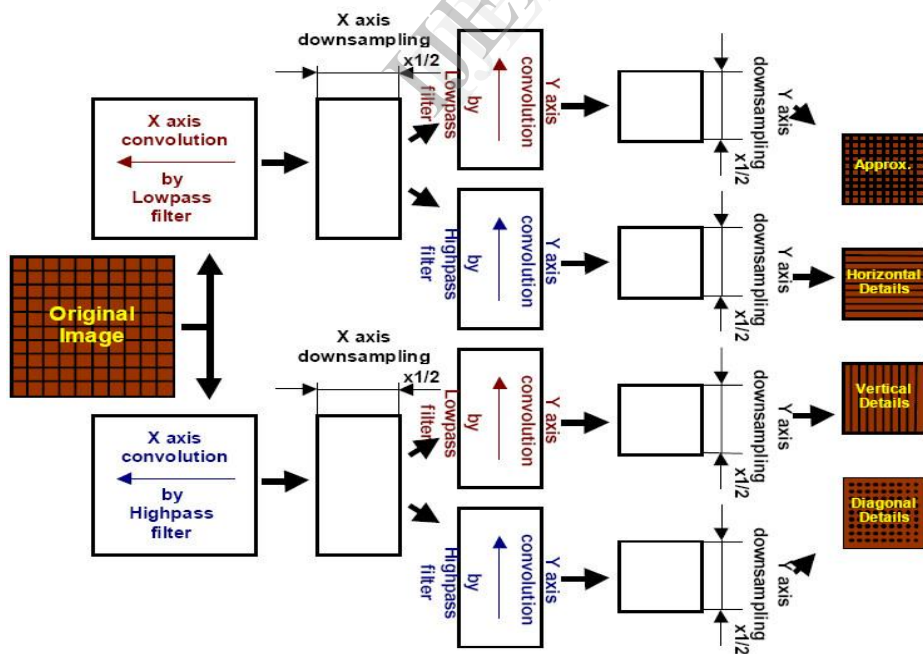 X axis
downsampling
x1/2
X axis
convolution
by
Lowpass
filter
Y axis
convolution
by
Lowpass
filter
Y axis
downsampling
x1/2
Approx.
Y axis
convolution
by
Highpass
filter
Y axis
downsampling
x1/2
Horizontal
Details
Original
Image
X axis
downsampling
x1/2
X axis
convolution
by
Highpass
filter
Y axis
convolution
by
Lowpass
filter
Y axis
downsampling
x1/2
Vertical
Details
Y axis
convolution
by
Highpass
filter
Y axis
downsampling
x1/2
Diagonal
Details